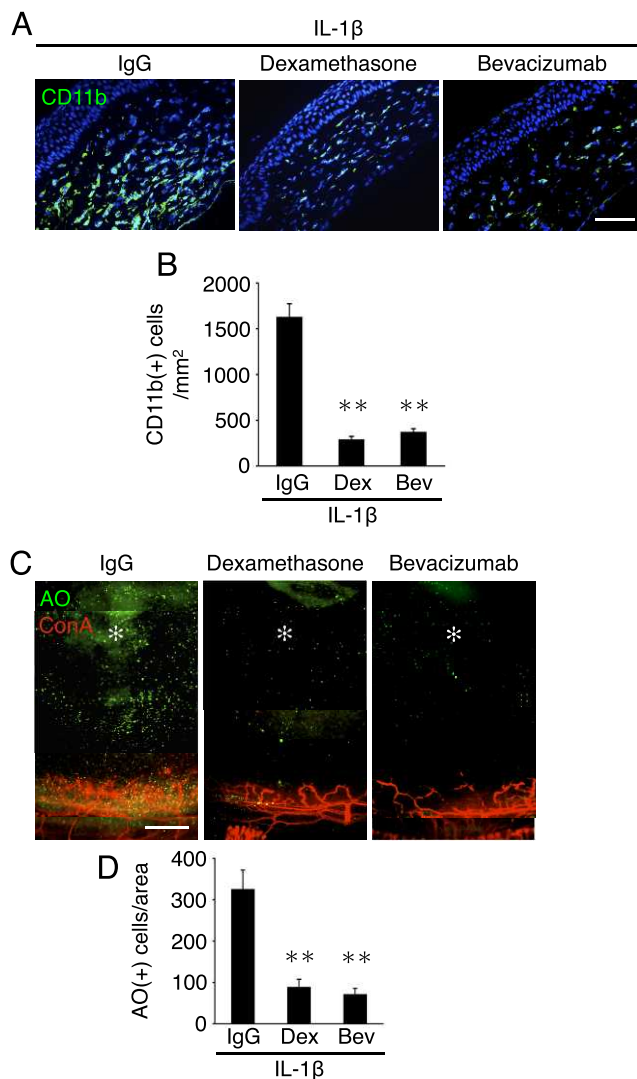 A
IL-1β
IgG Dexamethasone Bevacizumab
CD11b
B
CD11b(+) cells
/mm²
2000
1500
1000
500
0
** **
IgG Dex Bev
IL-1β
C
IgG Dexamethasone Bevacizumab
AO
ConA
* * *
D
AO(+) cells/area
400
300
200
100
0
** **
IgG Dex Bev
IL-1β